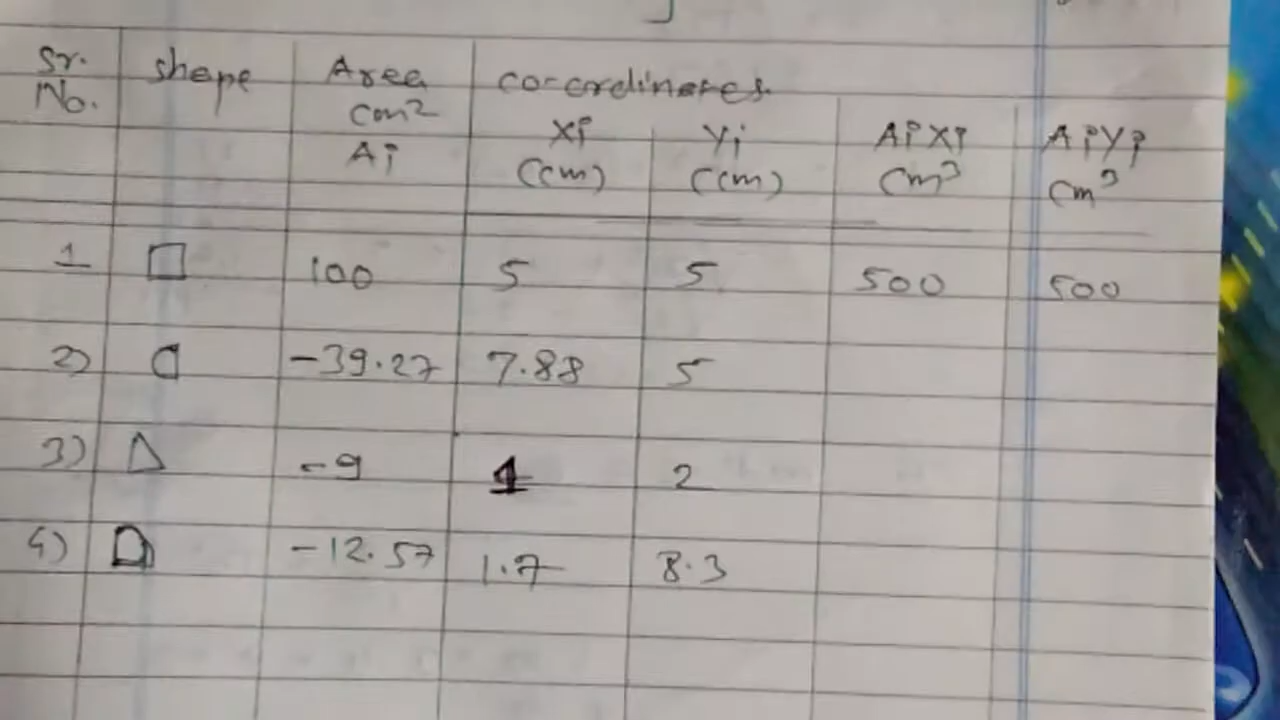 Sr. No. shape Area cm² Ai co-ordinates.
Xi (cm) Yi (cm) AiXi cm³ AiYi cm³
1 100 5 5 500 500
2) -39.27 7.88 5
3) -9 1 2
4) -12.57 1.7 8.3